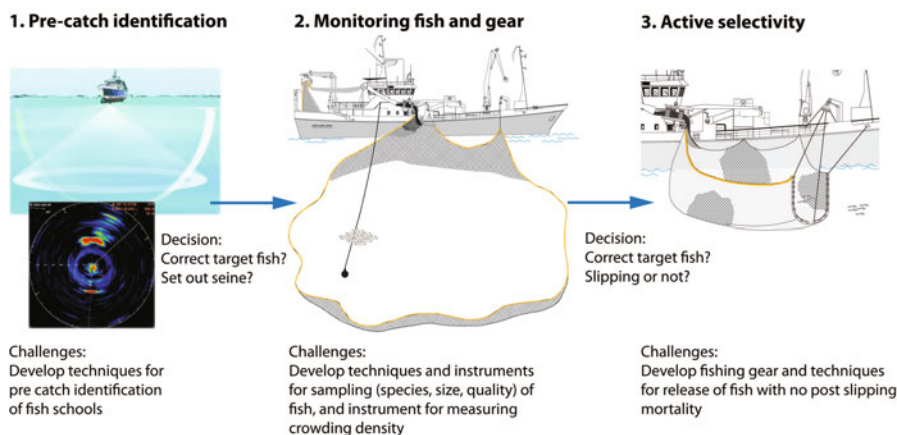 1. Pre-catch identification
2. Monitoring fish and gear
3. Active selectivity
Decision:
Correct target fish?
Set out seine?
Decision:
Correct target fish?
Slipping or not?
Challenges:
Develop techniques for
pre catch identification
of fish schools
Challenges:
Develop techniques and instruments
for sampling (species, size, quality) of
fish, and instrument for measuring
crowding density
Challenges:
Develop fishing gear and techniques
for release of fish with no post slipping
mortality